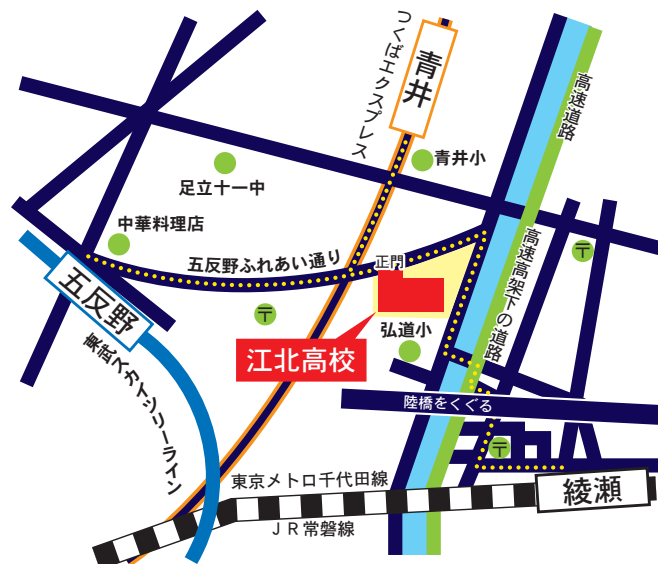 青井
つくばエクスプレス
高速道路
青井小
足立十一中
中華料理店
五反野ふれあい通り
正門
高速高架下の道路
〒
五反野
〒
弘道小
江北高校
東武スカイツリーライン
陸橋をくぐる
〒
東京メトロ千代田線
綾瀬
JR常磐線